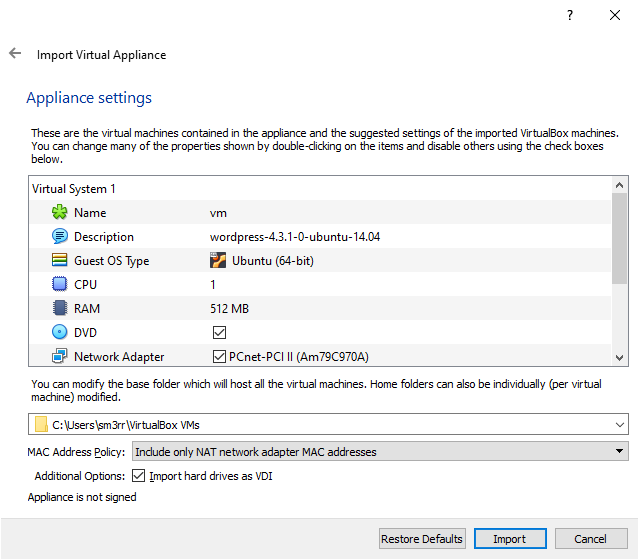 ?
Import Virtual Appliance
Appliance settings
These are the virtual machines contained in the appliance and the suggested settings of the imported VirtualBox machines.
You can change many of the properties shown by double-clicking on the items and disable others using the check boxes
below.
Virtual System 1
Name vm
Description wordpress-4.3.1-0-ubuntu-14.04
Guest OS Type Ubuntu (64-bit)
CPU 1
RAM 512 MB
DVD
Network Adapter PCnet-PCI II (Am79C970A)
You can modify the base folder which will host all the virtual machines. Home folders can also be individually (per virtual
machine) modified.
C:\Users\sm3rr\VirtualBox VMs
MAC Address Policy: Include only NAT network adapter MAC addresses
Additional Options: Import hard drives as VDI
Appliance is not signed
Restore Defaults Import Cancel